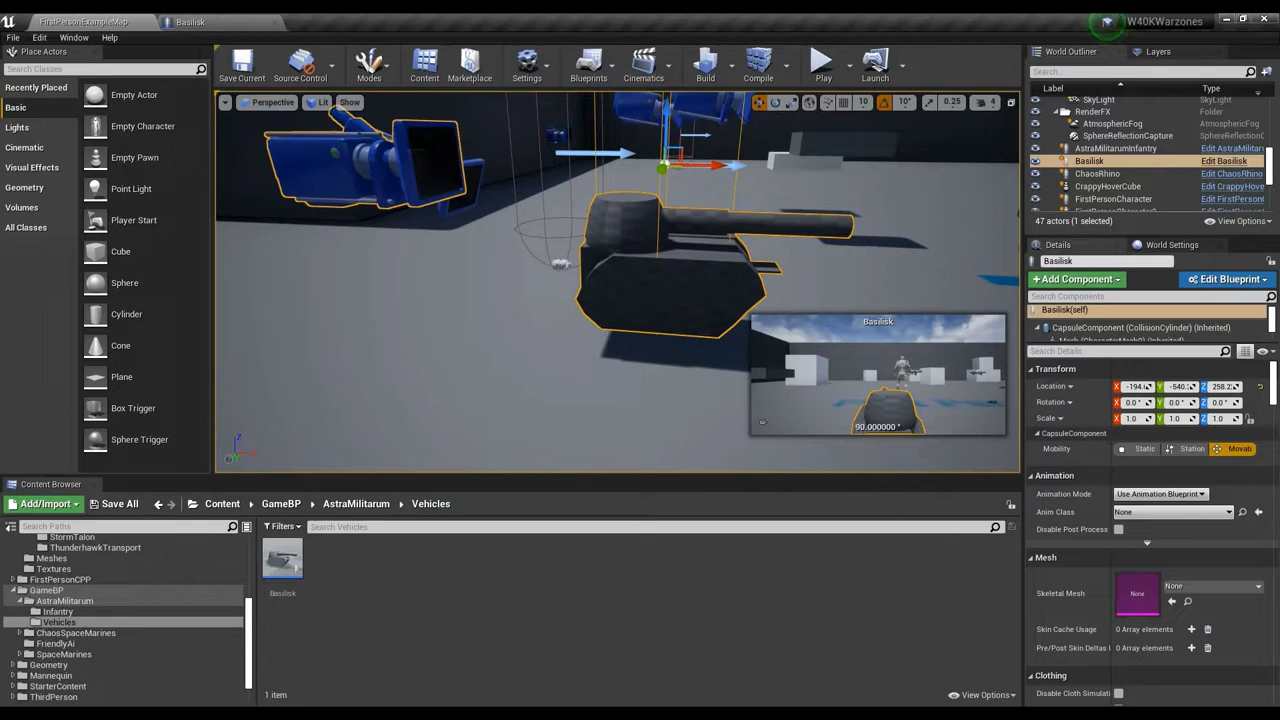 FirstPersonExampleMap
Basilisk
W40KWarzones
File
Edit
Window
Help
Place Actors
Search Classes
Recently Placed
Basic
Lights
Cinematic
Visual Effects
Geometry
Volumes
All Classes
Empty Actor
Empty Character
Empty Pawn
Point Light
Player Start
Cube
Sphere
Cylinder
Cone
Plane
Box Trigger
Sphere Trigger
Save Current
Source Control
Modes
Content
Marketplace
Settings
Blueprints
Cinematics
Build
Compile
Play
Launch
Perspective
Lit
Show
10
10°
0.25
4
Basilisk
90.000000 °
World Outliner
Layers
Search...
Label
Type
SkyLight
RenderFX
Folder
AtmosphericFog
AtmosphericFog
SphereReflectionCapture
SphereReflectionCapture
AstraMilitarumInfantry
Edit AstraMilitar
Basilisk
Edit Basilisk
ChaosRhino
Edit ChaosRhino
CrappyHoverCube
Edit CrappyHove
FirstPersonCharacter
Edit FirstPerson
47 actors (1 selected)
View Options
Details
World Settings
Basilisk
+Add Component
Edit Blueprint
Search Components
Basilisk(self)
CapsuleComponent (CollisionCylinder) (Inherited)
Search Details
Transform
Location
X -194.
Y -540.
Z 258.2
Rotation
X 0.0 °
Y 0.0 °
Z 0.0 °
Scale
X 1.0
Y 1.0
Z 1.0
CapsuleComponent
Mobility
Static
Station
Movab
Animation
Animation Mode
Use Animation Blueprint
Anim Class
None
Disable Post Process
Mesh
Skeletal Mesh
None
None
Skin Cache Usage
0 Array elements
Pre/Post Skin Deltas
0 Array elements
Clothing
Disable Cloth Simulati
Content Browser
Add/Import
Save All
Content
GameBP
AstraMilitarum
Vehicles
Search Paths
Filters
Search Vehicles
StormTalon
ThunderhawkTransport
Meshes
Textures
FirstPersonCPP
GameBP
AstraMilitarum
Infantry
Vehicles
ChaosSpaceMarines
FriendlyAi
SpaceMarines
Geometry
Mannequin
StarterContent
ThirdPerson
Basilisk
1 item
View Options